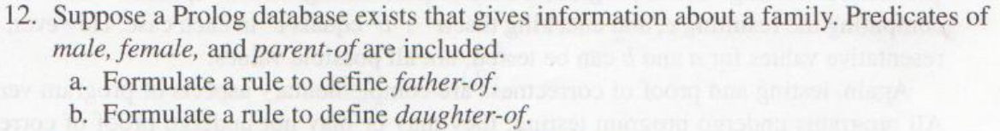 12. Suppose a Prolog database exists that gives information about a family. Predicates of
male, female, and parent-of are included.
a. Formulate a rule to define father-of.
b. Formulate a rule to define daughter-of.